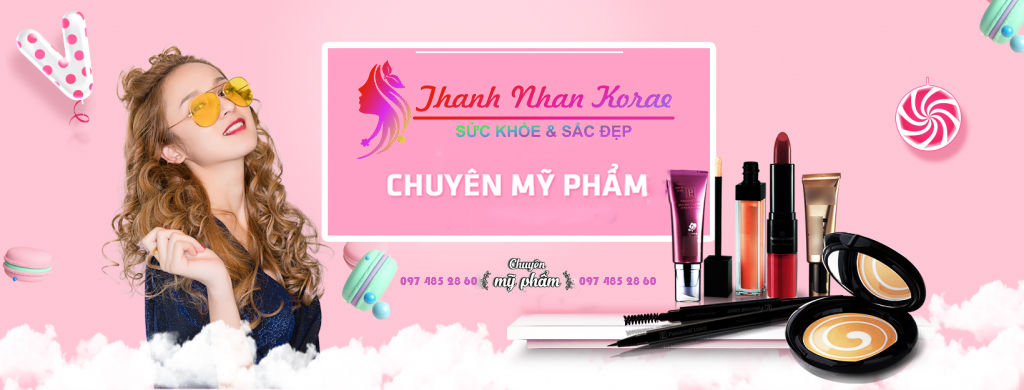 Thanh Nhan Korae
SỨC KHỎE & SẮC ĐẸP
CHUYÊN MỸ PHẨM
Chuyên
097 485 28 60 mỹ phẩm 097 485 28 60